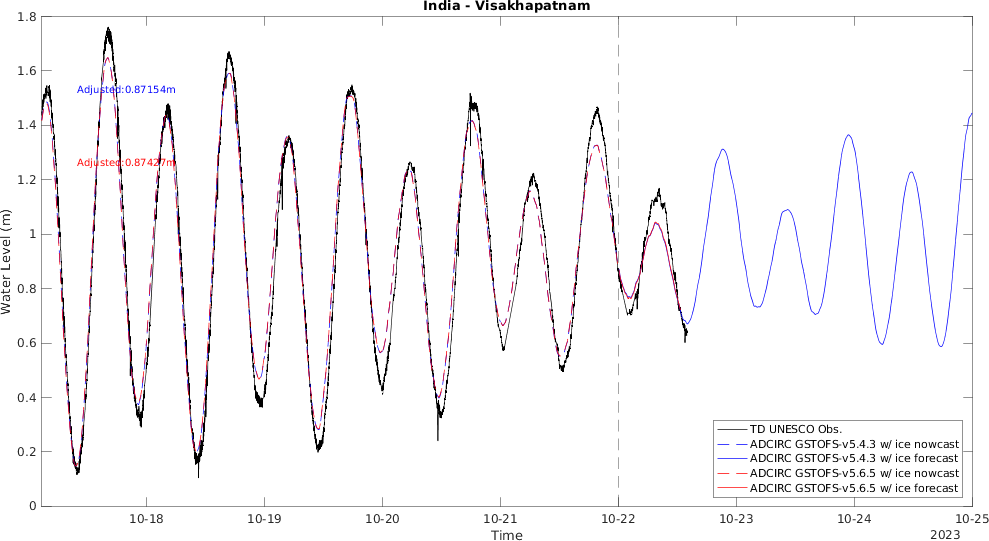 India - Visakhapatnam
Water Level (m)
1.8
1.6
1.4
1.2
1
0.8
0.6
0.4
0.2
0
Adjusted:0.87154m
Adjusted:0.87427m
TD UNESCO Obs.
ADCIRC GSTOFS-v5.4.3 w/ ice nowcast
ADCIRC GSTOFS-v5.4.3 w/ ice forecast
ADCIRC GSTOFS-v5.6.5 w/ ice nowcast
ADCIRC GSTOFS-v5.6.5 w/ ice forecast
10-18 10-19 10-20 10-21 10-22 10-23 10-24 10-25
Time
2023